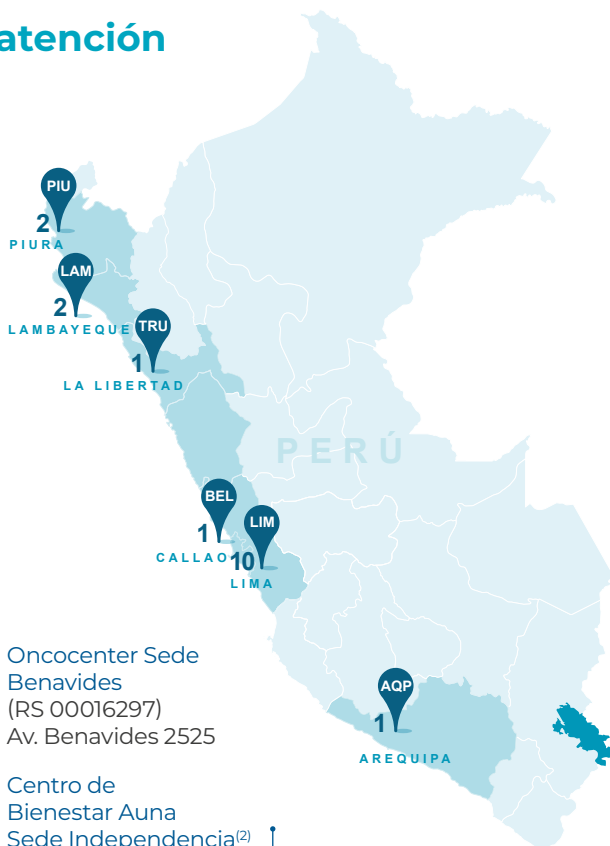 atención
PIU
2
PIURA
LAM
2
LAMBAYEQUE
TRU
1
LA LIBERTAD
PERÚ
BEL
1
CALLAO
LIM
10
LIMA
Oncocenter Sede
Benavides
(RS 00016297)
Av. Benavides 2525
AQP
1
AREQUIPA
Centro de
Bienestar Auna
Sede Independencia(2)